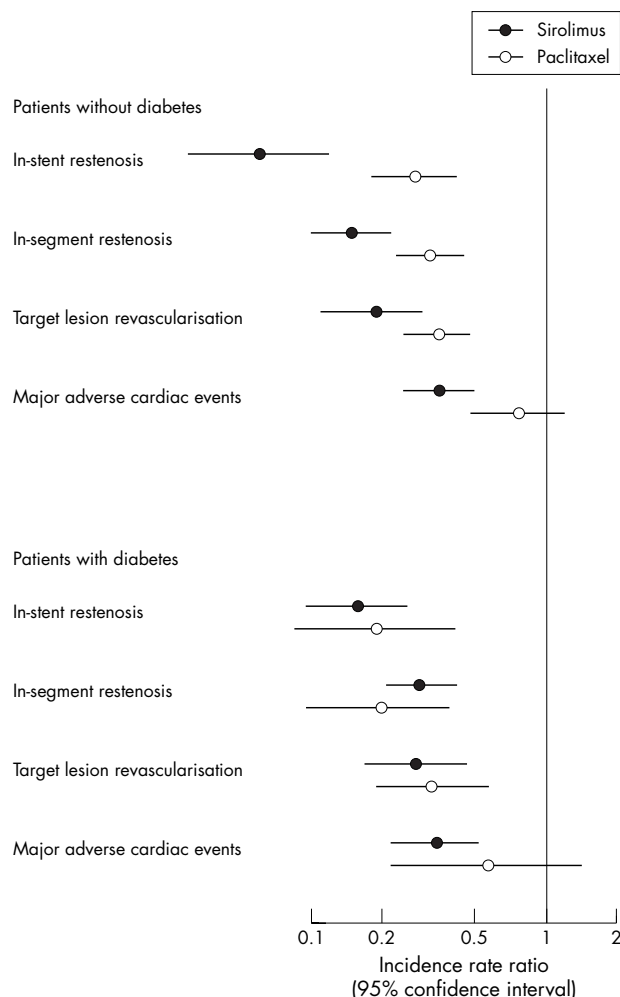 Sirolimus
Paclitaxel
Patients without diabetes
In-stent restenosis
In-segment restenosis
Target lesion revascularisation
Major adverse cardiac events
Patients with diabetes
In-stent restenosis
In-segment restenosis
Target lesion revascularisation
Major adverse cardiac events
0.1 0.2 0.5 1 2
Incidence rate ratio
(95% confidence interval)